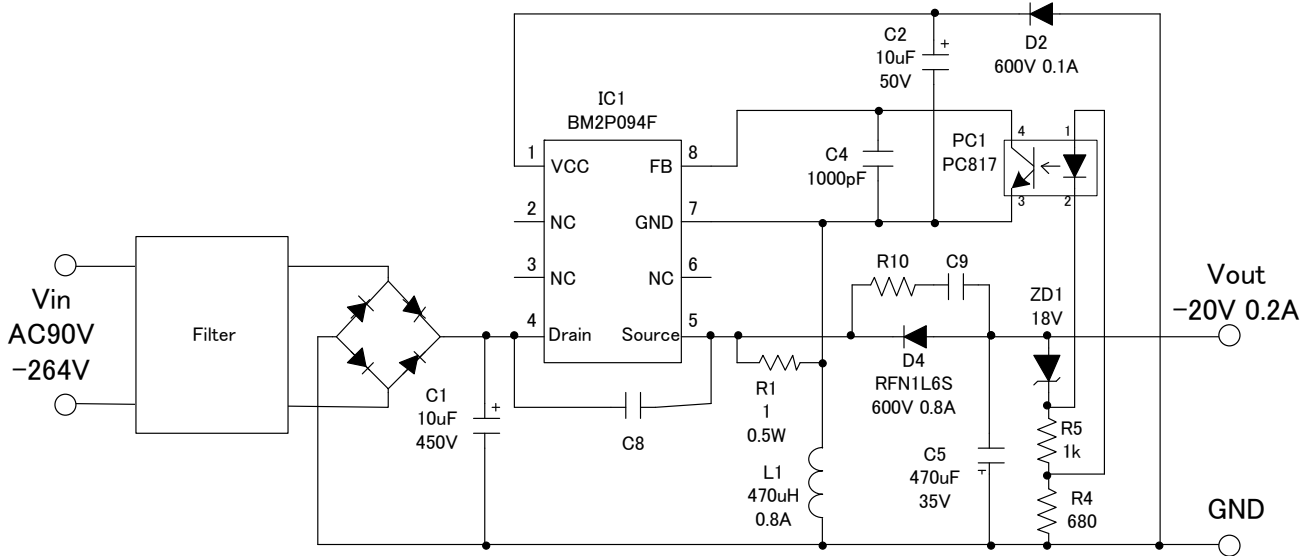 C2
10uF
50V
D2
600V 0.1A
IC1
BM2P094F
1
VCC
FB
8
2
NC
GND
7
3
NC
NC
6
4
Drain
Source
5
C4
1000pF
PC1
PC817
4
1
3
2
Vin
AC90V
-264V
Filter
C1
10uF
450V
C8
R1
1
0.5W
L1
470uH
0.8A
R10
C9
D4
RFN1L6S
600V 0.8A
C5
470uF
35V
ZD1
18V
R5
1k
R4
680
Vout
-20V 0.2A
GND
+
+
+